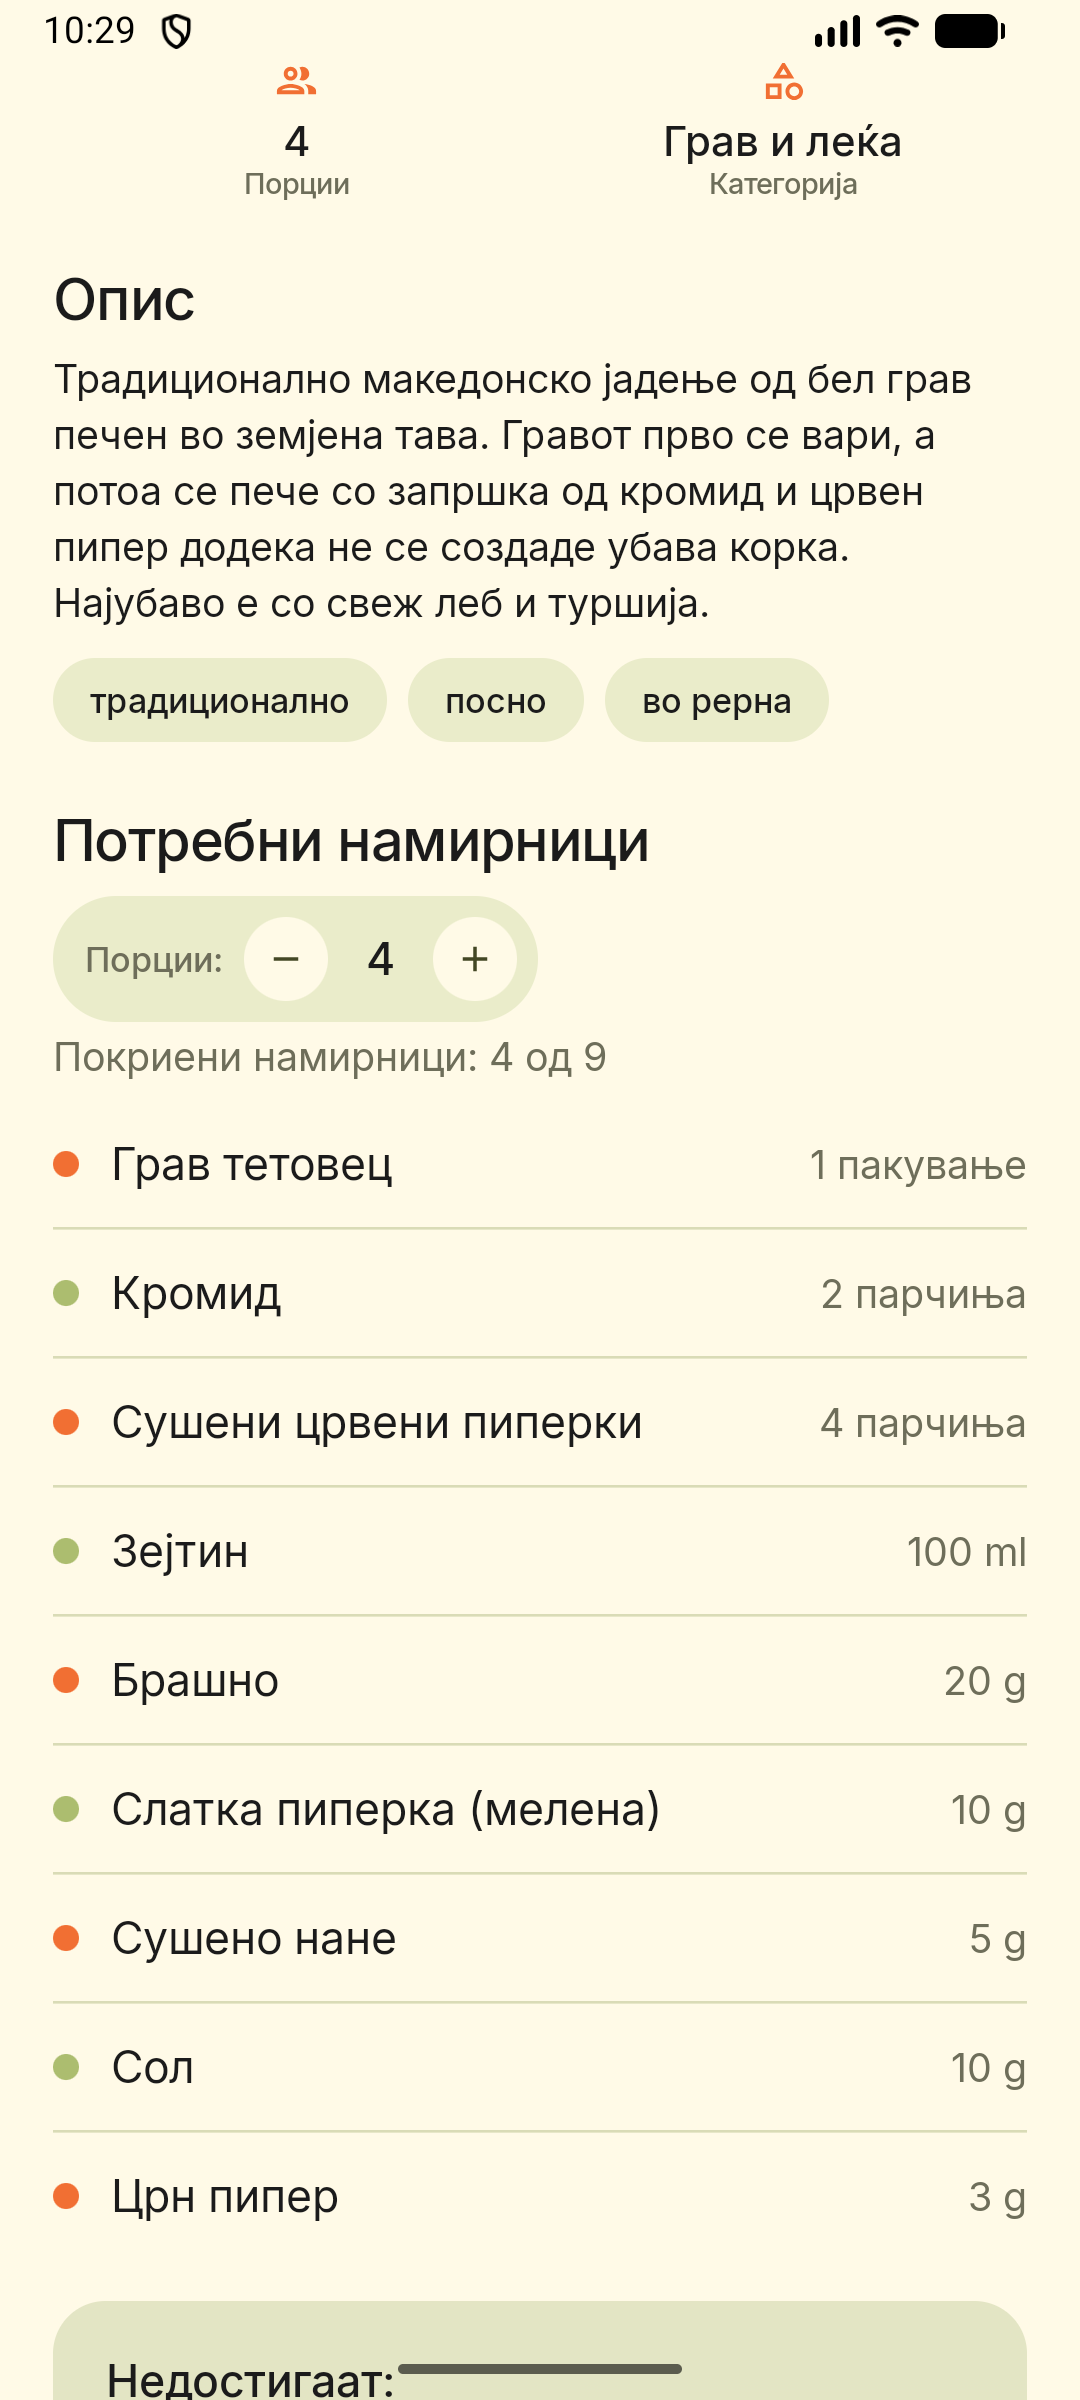 10:29
4
Порции
Грав и леќа
Категорија
Опис
Традиционално македонско јадење од бел грав
печен во земјена тава. Гравот прво се вари, а
потоа се пече со запршка од кромид и црвен
пипер додека не се создаде убава корка.
Најубаво е со свеж леб и туршија.
традиционално
посно
во рерна
Потребни намирници
Порции: − 4 +
Покриени намирници: 4 од 9
Грав тетовец 1 пакување
Кромид 2 парчиња
Сушени црвени пиперки 4 парчиња
Зејтин 100 ml
Брашно 20 g
Слатка пиперка (мелена) 10 g
Сушено нане 5 g
Сол 10 g
Црн пипер 3 g
Недостигаат: